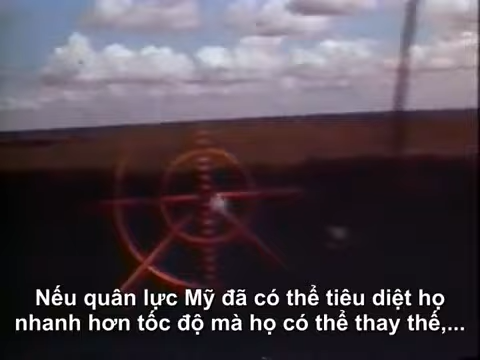 Nếu quân lực Mỹ đã có thể tiêu diệt họ
nhanh hơn tốc độ mà họ có thể thay thế,...